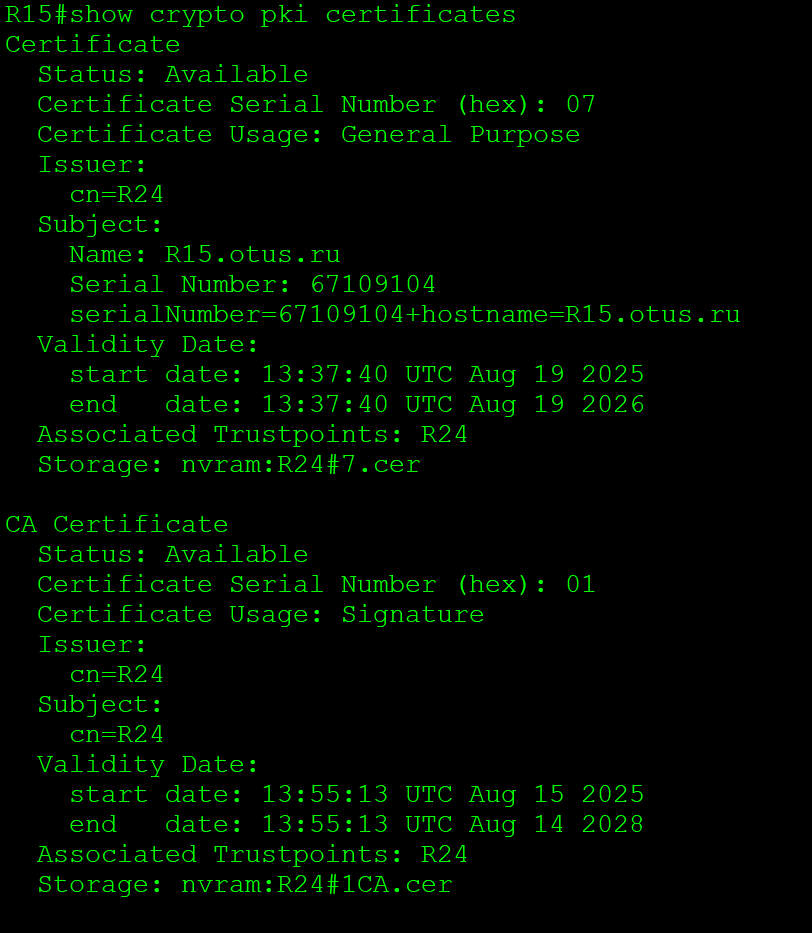 R15#show crypto pki certificates
Certificate
  Status: Available
  Certificate Serial Number (hex): 07
  Certificate Usage: General Purpose
  Issuer:
    cn=R24
  Subject:
    Name: R15.otus.ru
    Serial Number: 67109104
    serialNumber=67109104+hostname=R15.otus.ru
  Validity Date:
    start date: 13:37:40 UTC Aug 19 2025
    end   date: 13:37:40 UTC Aug 19 2026
  Associated Trustpoints: R24
  Storage: nvram:R24#7.cer

CA Certificate
  Status: Available
  Certificate Serial Number (hex): 01
  Certificate Usage: Signature
  Issuer:
    cn=R24
  Subject:
    cn=R24
  Validity Date:
    start date: 13:55:13 UTC Aug 15 2025
    end   date: 13:55:13 UTC Aug 14 2028
  Associated Trustpoints: R24
  Storage: nvram:R24#1CA.cer